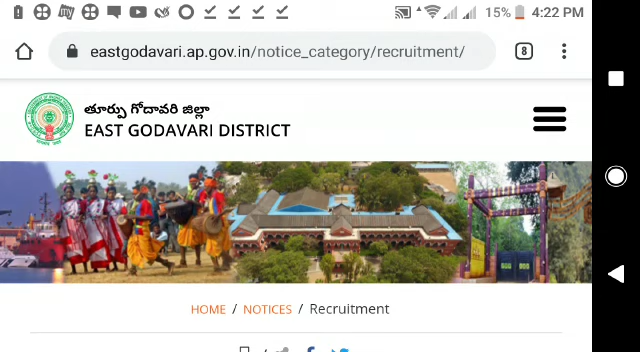 15% 4:22 PM
eastgodavari.ap.gov.in/notice_category/recruitment/
8
తూర్పు గోదావరి జిల్లా
EAST GODAVARI DISTRICT
HOME / NOTICES / Recruitment